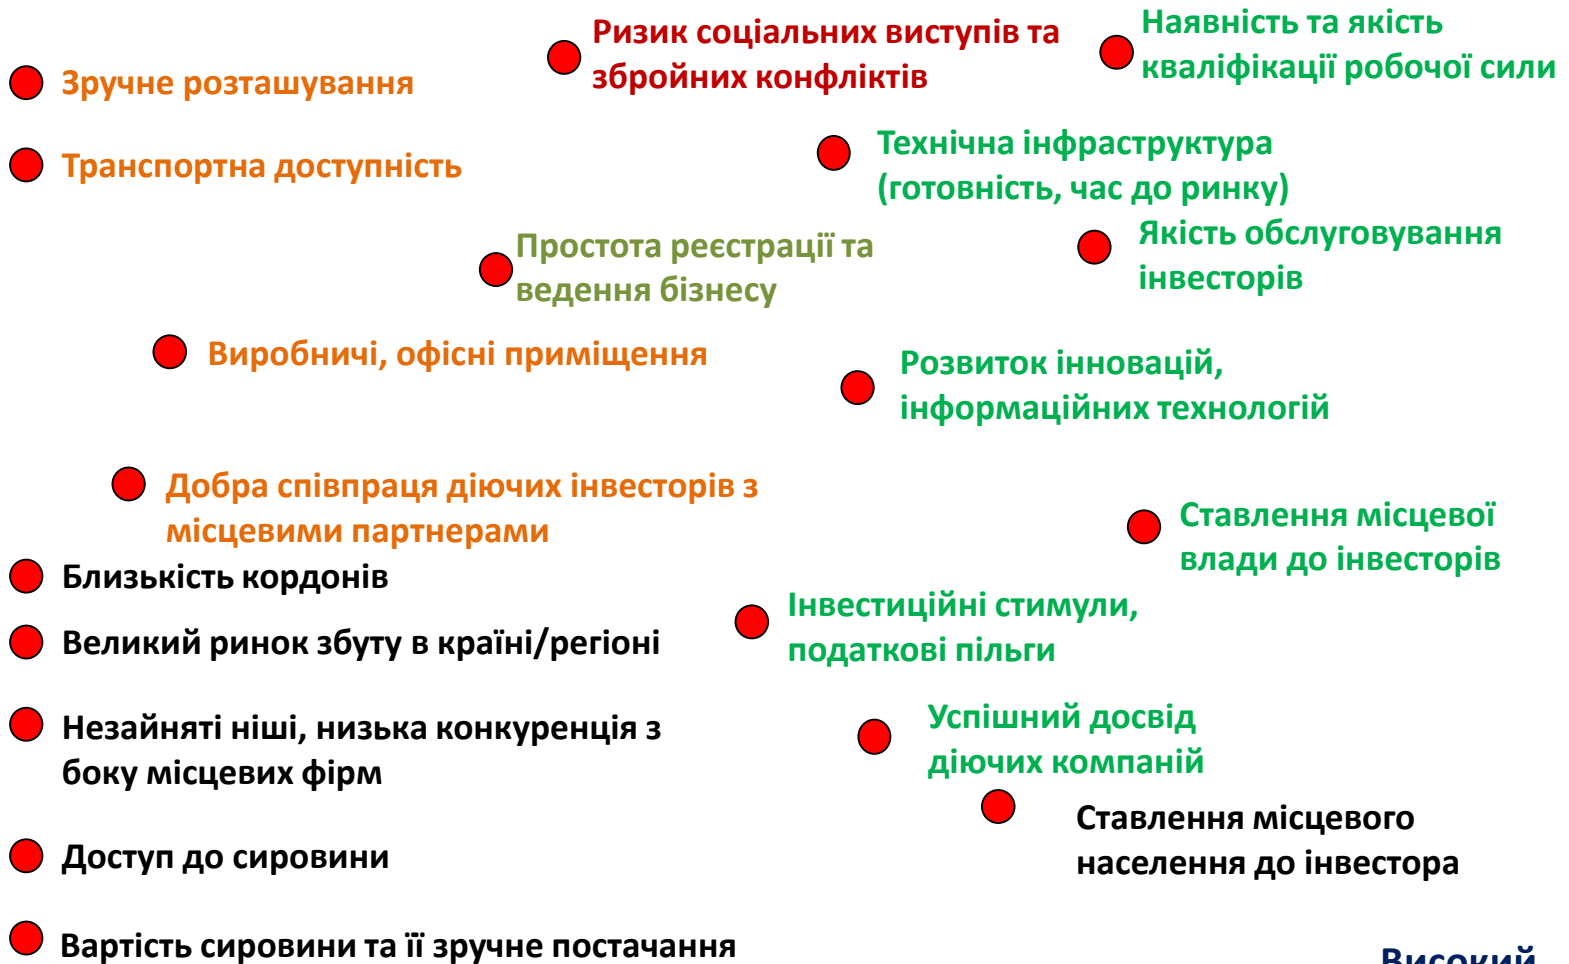 Ризик соціальних виступів та
збройних конфліктів
Наявність та якість
кваліфікації робочої сили
Зручне розташування
Транспортна доступність
Технічна інфраструктура
(готовність, час до ринку)
Простота реєстрації та
ведення бізнесу
Якість обслуговування
інвесторів
Виробничі, офісні приміщення
Розвиток інновацій,
інформаційних технологій
Добра співпраця діючих інвесторів з
місцевими партнерами
Ставлення місцевої
влади до інвесторів
Близькість кордонів
Інвестиційні стимули,
податкові пільги
Великий ринок збуту в країні/регіоні
Незайняті ніші, низька конкуренція з
боку місцевих фірм
Успішний досвід
діючих компаній
Ставлення місцевого
населення до інвестора
Доступ до сировини
Вартість сировини та її зручне постачання
Високий